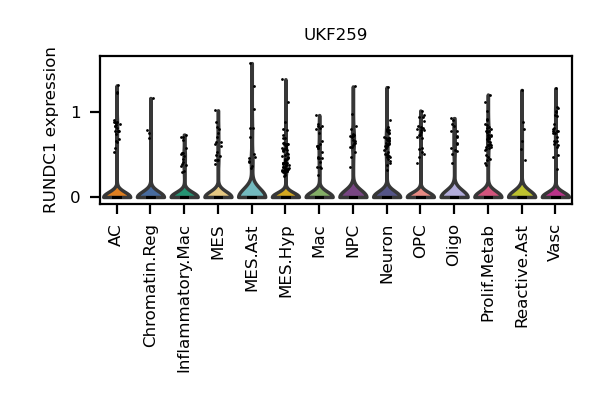 UKF259
RUNDC1 expression
1
0
AC
Chromatin.Reg
Inflammatory.Mac
MES
MES.Ast
MES.Hyp
Mac
NPC
Neuron
OPC
Oligo
Prolif.Metab
Reactive.Ast
Vasc